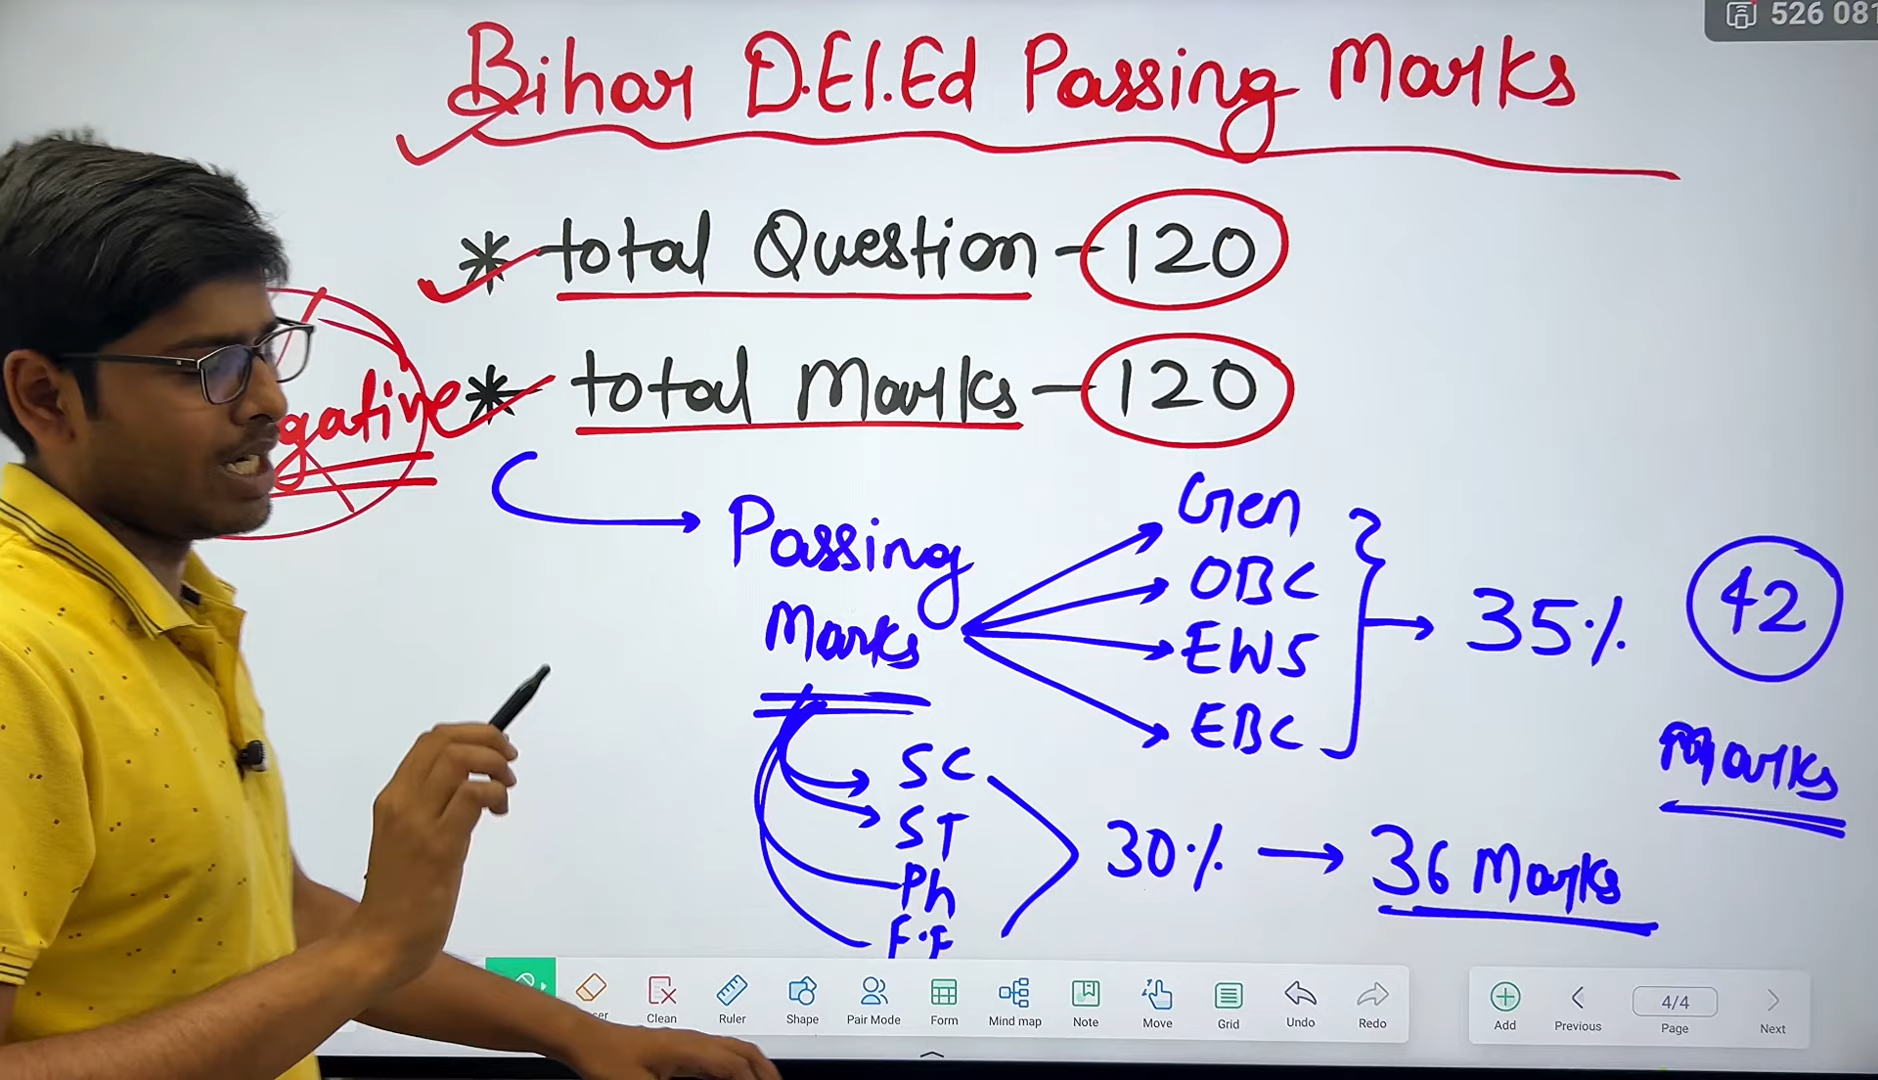 526 081
Bihar D.El.Ed Passing Marks
* total Question - 120
* total Marks - 120
gative
Passing
Marks
Gen
OBC
EWS
EBC
35%
42
Marks
SC
ST
Ph
F.F
30% → 36 Marks
Clean
Ruler
Shape
Pair Mode
Form
Mind map
Note
Move
Grid
Undo
Redo
Add
Previous
4/4
Page
Next